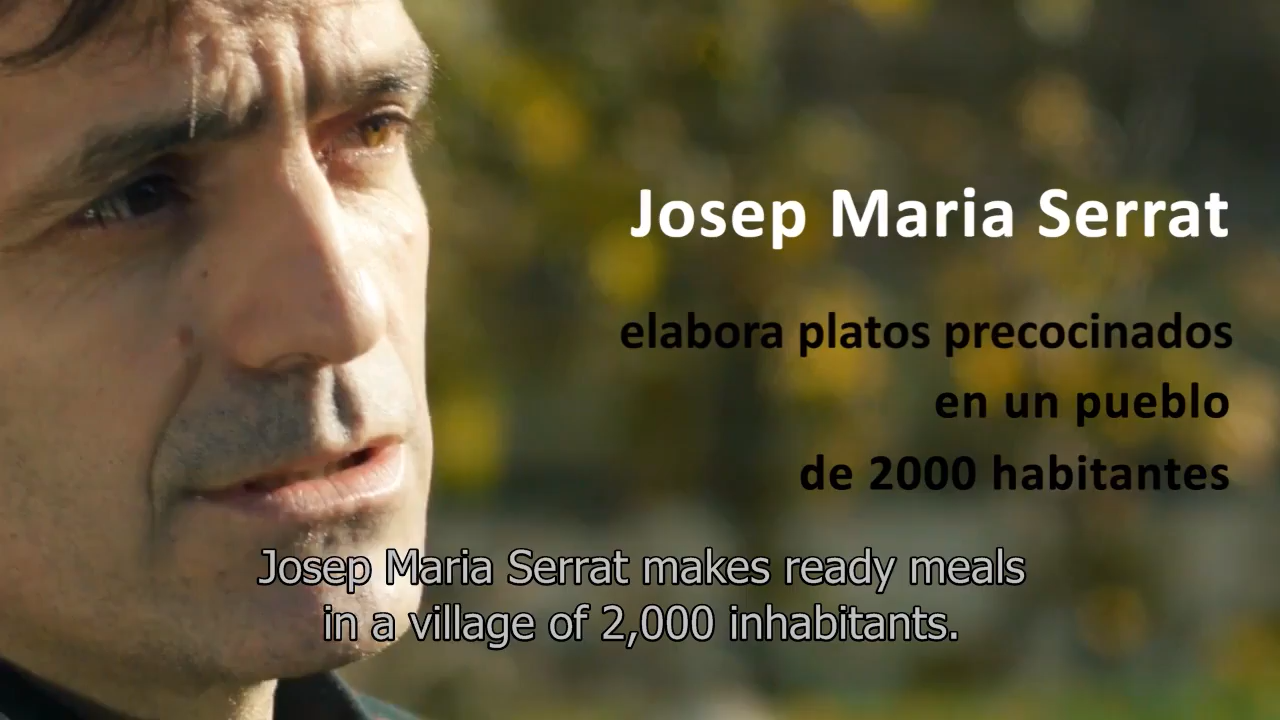 Josep Maria Serrat
elabora platos precocinados
en un pueblo
de 2000 habitantes
Josep Maria Serrat makes ready meals
in a village of 2,000 inhabitants.